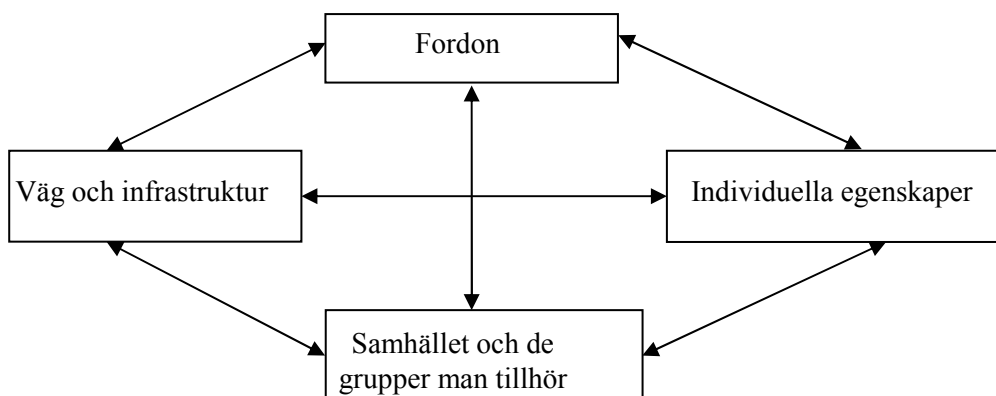 Fordon
Väg och infrastruktur
Individuella egenskaper
Samhället och de
grupper man tillhör